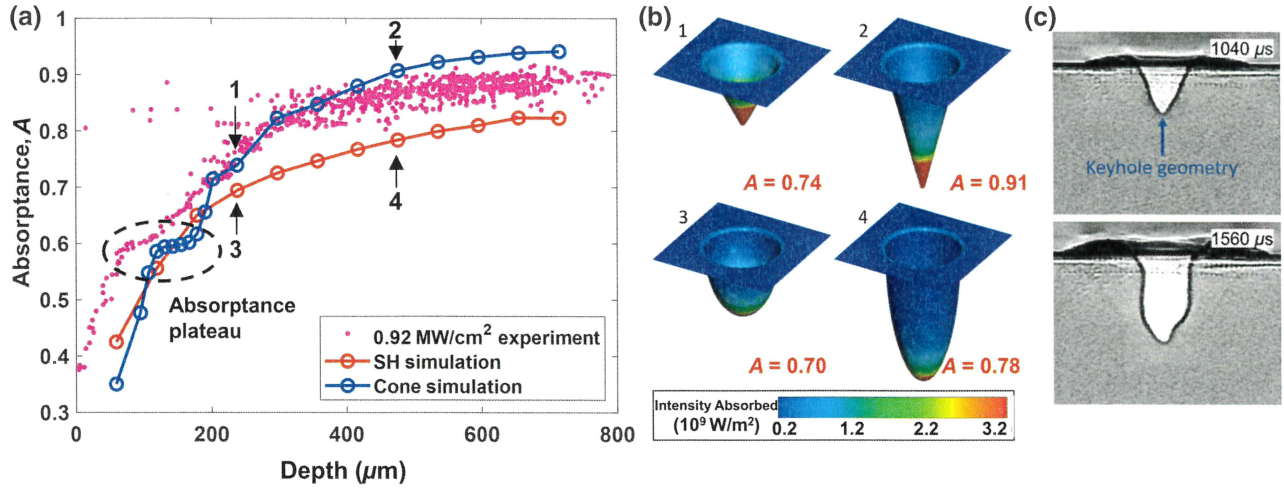 (a)
1
0.9
0.8
0.7
0.6
0.5
0.4
0.3
Absorptance, A
0
200
400
600
800
Depth (µm)
1
2
3
4
Absorptance
plateau
0.92 MW/cm² experiment
SH simulation
Cone simulation
(b)
1
2
A = 0.74
A = 0.91
3
4
A = 0.70
A = 0.78
Intensity Absorbed
(10⁹ W/m²)
0.2 1.2 2.2 3.2
(c)
1040 µs
Keyhole geometry
1560 µs